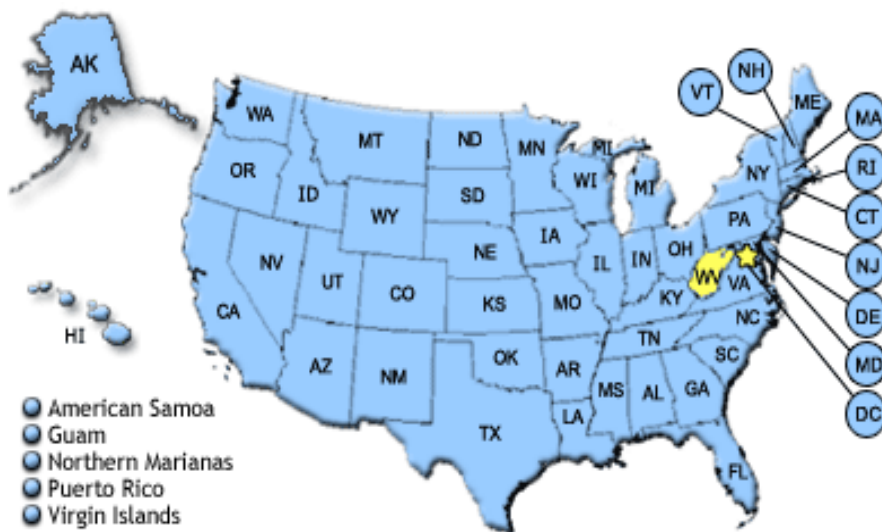 AK
WA
MT
ND
MN
MI
ME
VT
NH
MA
RI
CT
NJ
DE
MD
DC
OR
ID
WY
SD
WI
MI
NY
NV
UT
CO
NE
IA
IL
IN
OH
PA
WV
VA
CA
KS
MO
KY
NC
HI
AZ
NM
OK
AR
TN
SC
TX
LA
MS
AL
GA
FL
American Samoa
Guam
Northern Marianas
Puerto Rico
Virgin Islands